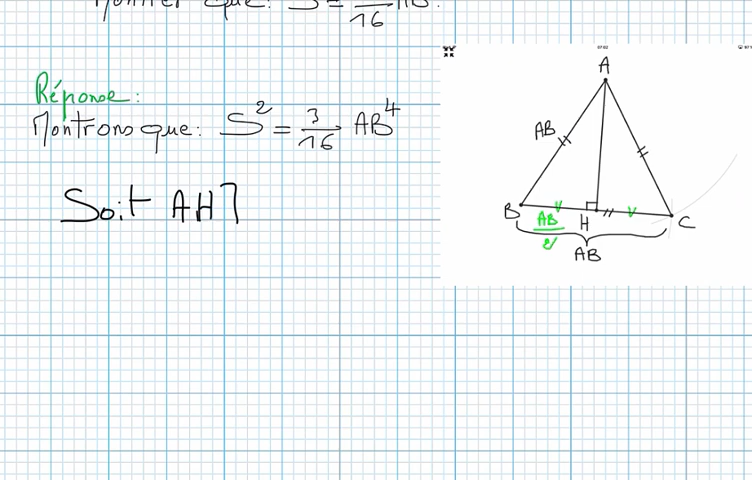 Réponse:
Montrons que: S² = 3/16 AB⁴
Soit AH?
A
AB
B
H
C
AB/2
AB